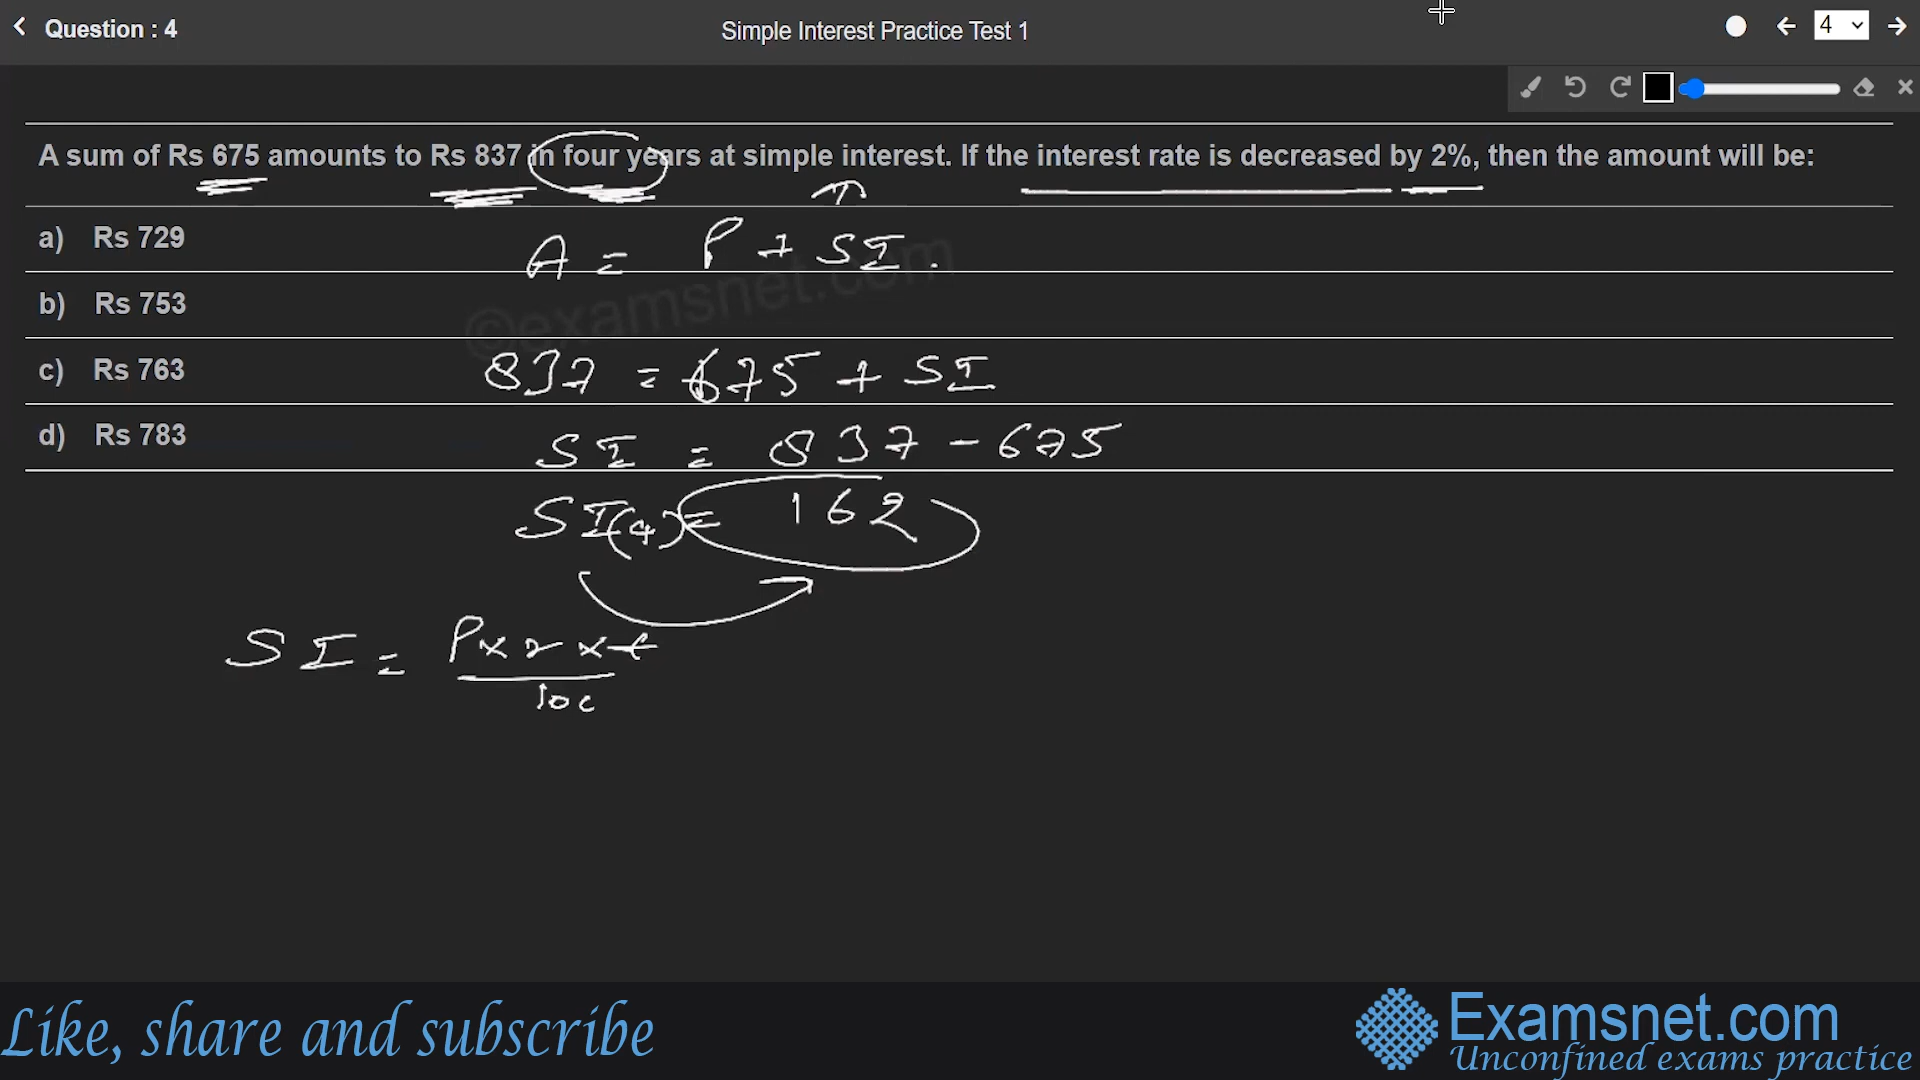 Question : 4
Simple Interest Practice Test 1
4
A sum of Rs 675 amounts to Rs 837 in four years at simple interest. If the interest rate is decreased by 2%, then the amount will be:
a) Rs 729
A = P + SI.
©examsnet.com
b) Rs 753
c) Rs 763
837 = 675 + SI
d) Rs 783
SI = 837 - 675
SI(4) = 162
SI = P x r x t
100
Like, share and subscribe
Examsnet.com
Unconfined exams practice